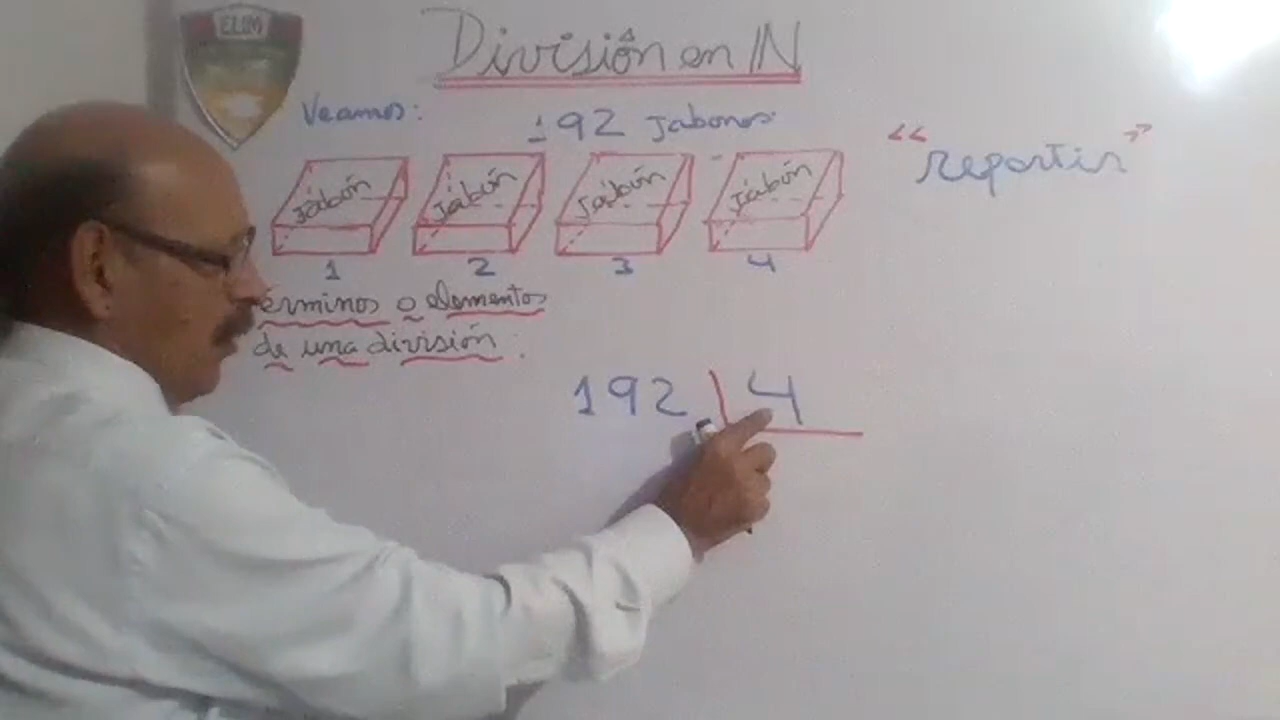 ELIM
División en IN
Veamos:
192 Jabones
"repartir"
Jabón
Jabón
Jabón
Jabón
1
2
3
4
términos o elementos
de una división:
192 4